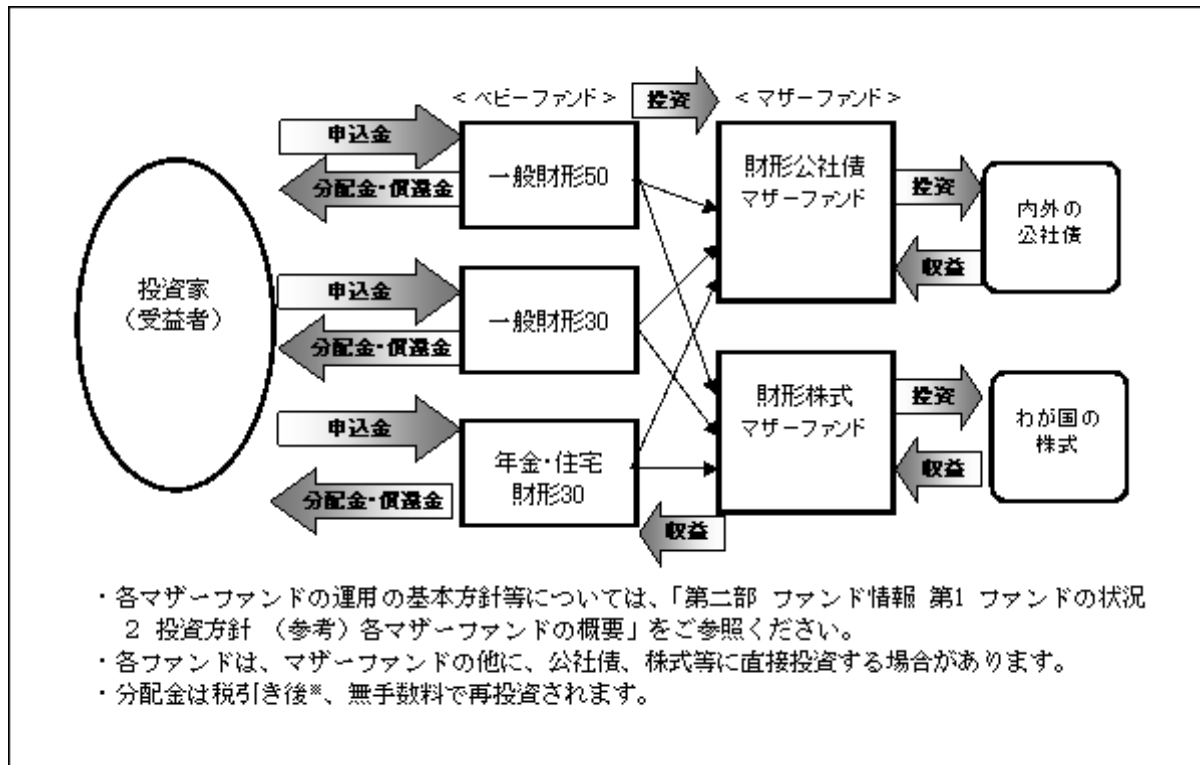 <ベビーファンド>
投資
<マザーファンド>
申込金
分配金・償還金
一般財形50
財形公社債
マザーファンド
投資
収益
内外の
公社債
投資家
(受益者)
申込金
分配金・償還金
一般財形30
財形株式
マザーファンド
投資
収益
わが国の
株式
申込金
分配金・償還金
年金・住宅
財形30
収益
・各マザーファンドの運用の基本方針等については、「第二部 ファンド情報 第1 ファンドの状況
2 投資方針 (参考)各マザーファンドの概要」をご参照ください。
・各ファンドは、マザーファンドの他に、公社債、株式等に直接投資する場合があります。
・分配金は税引き後※、無手数料で再投資されます。